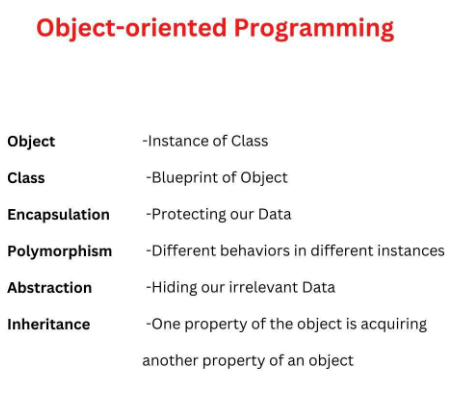 Object-oriented Programming
Object -Instance of Class
Class -Blueprint of Object
Encapsulation -Protecting our Data
Polymorphism -Different behaviors in different instances
Abstraction -Hiding our irrelevant Data
Inheritance -One property of the object is acquiring
another property of an object